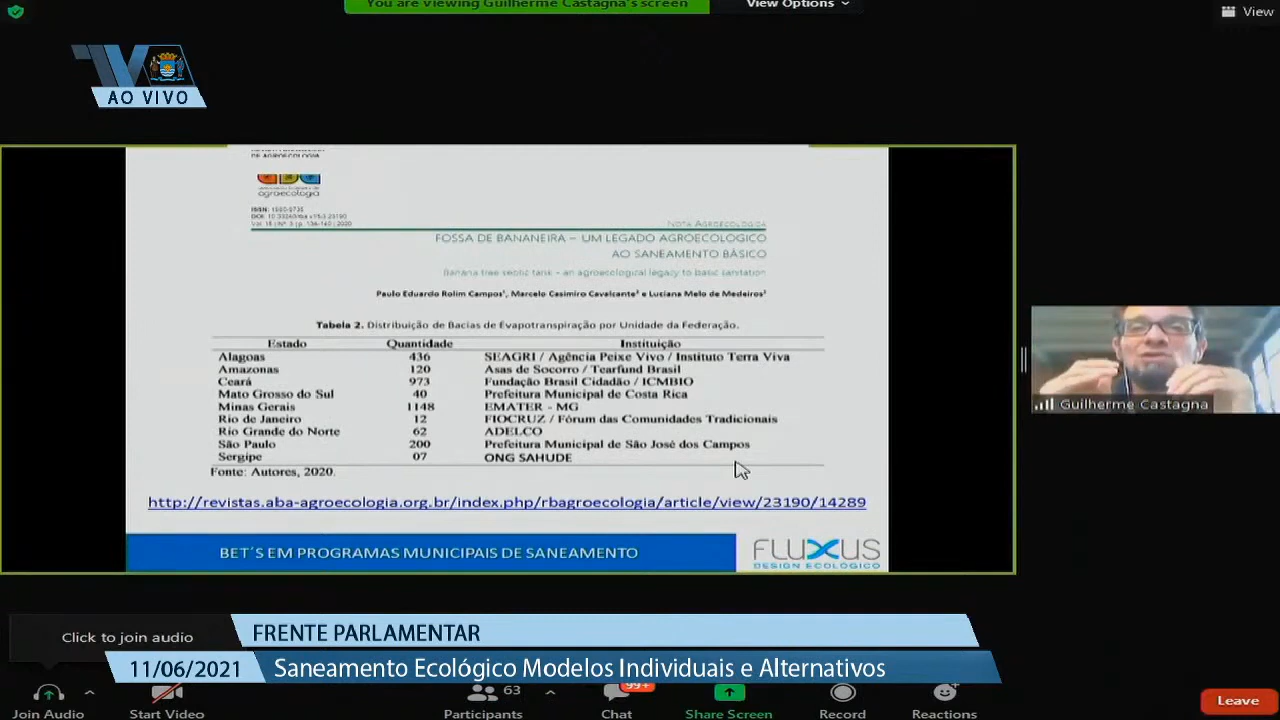 You are viewing Guilherme Castagna's screen
View Options
View
AO VIVO
DE AGROECOLOGIA
agroecologia
NOTA AGROECOLÓGICA
FOSSA DE BANANEIRA – UM LEGADO AGROECOLÓGICO
AO SANEAMENTO BÁSICO
Banana tree septic tank – an agroecological legacy to basic sanitation
Paulo Eduardo Rolim Campos¹, Marcelo Casimiro Cavalcante² e Luciana Melo de Medeiros³
Tabela 2. Distribuição de Bacias de Evapotranspiração por Unidade da Federação.
Estado Quantidade Instituição
Alagoas 436 SEAGRI / Agência Peixe Vivo / Instituto Terra Viva
Amazonas 120 Asas de Socorro / Tearfund Brasil
Ceará 973 Fundação Brasil Cidadão / ICMBIO
Mato Grosso do Sul 40 Prefeitura Municipal de Costa Rica
Minas Gerais 1148 EMATER - MG
Rio de Janeiro 12 FIOCRUZ / Fórum das Comunidades Tradicionais
Rio Grande do Norte 62 ADELCO
São Paulo 200 Prefeitura Municipal de São José dos Campos
Sergipe 07 ONG SAHUDE
Fonte: Autores, 2020.
http://revistas.aba-agroecologia.org.br/index.php/rbagroecologia/article/view/23190/14289
BET´S EM PROGRAMAS MUNICIPAIS DE SANEAMENTO
FLUXUS
DESIGN ECOLÓGICO
Guilherme Castagna
Click to join audio
FRENTE PARLAMENTAR
11/06/2021
Saneamento Ecológico Modelos Individuais e Alternativos
63
99+
Join Audio
Start Video
Participants
Chat
Share Screen
Record
Reactions
Leave